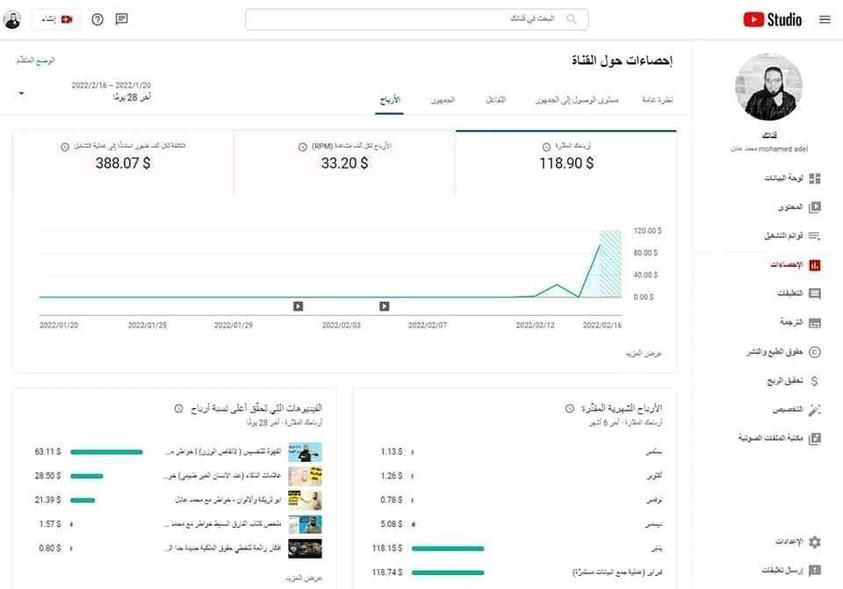 Studio
البحث في قناتك
إنشاء
إحصاءات حول القناة
الوضع المتقدّم
2022/1/20 – 2022/2/16
آخر 28 يومًا
نظرة عامة
مستوى الوصول إلى الجمهور
التفاعل
الجمهور
الأرباح
أرباحك المقدّرة
118.90 $
الأرباح لكل ألف مشاهدة (RPM)
33.20 $
التكلفة لكل ألف ظهور استنادًا إلى عملية التشغيل
388.07 $
120.00 $
80.00 $
40.00 $
0.00 $
2022/01/20
2022/01/25
2022/01/29
2022/02/03
2022/02/07
2022/02/12
2022/02/16
عرض المزيد
الأرباح الشهرية المقدّرة
أرباحك المقدّرة · آخر 6 أشهر
سبتمبر 1.13 $
أكتوبر 1.26 $
نوفمبر 0.78 $
ديسمبر 5.08 $
يناير 118.15 $
فبراير (عملية جمع البيانات مستمرّة) 118.74 $
الفيديوهات التي تحقّق أعلى نسبة أرباح
أرباحك المقدّرة · آخر 28 يومًا
القهوة للتخسيس ( لانقاص الوزن) | خواطر مـ... 63.11 $
علامات الذكاء (عند الانسان الغير طبيعي) خو... 28.50 $
ابو تريكة والالوان - خواطر مع محمد عادل 21.39 $
ملخص كتاب الفارق البسيط خواطر مع محمد ... 1.57 $
افكار رائعة لتخطي حقوق الملكية جديدة جدا الـ... 0.80 $
عرض المزيد
قناتك
mohamed adel محمد عادل
لوحة البيانات
المحتوى
قوائم التشغيل
الإحصاءات
التعليقات
الترجمة
حقوق الطبع والنشر
تحقيق الربح
التخصيص
مكتبة الملفات الصوتية
الإعدادات
إرسال تعليقات